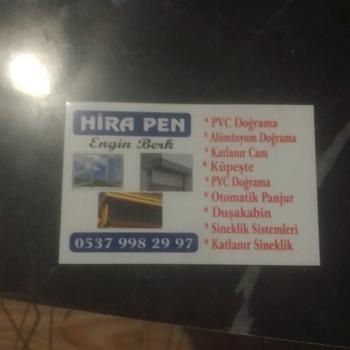 HİRA PEN
Engin Berk
0537 998 29 97
* PVC Doğrama
* Alüminyum Doğrama
* Katlanır Cam
* Küpeşte
* PVC Doğrama
* Otomatik Panjur
* Duşakabin
* Sineklik Sistemleri
* Katlanır Sineklik